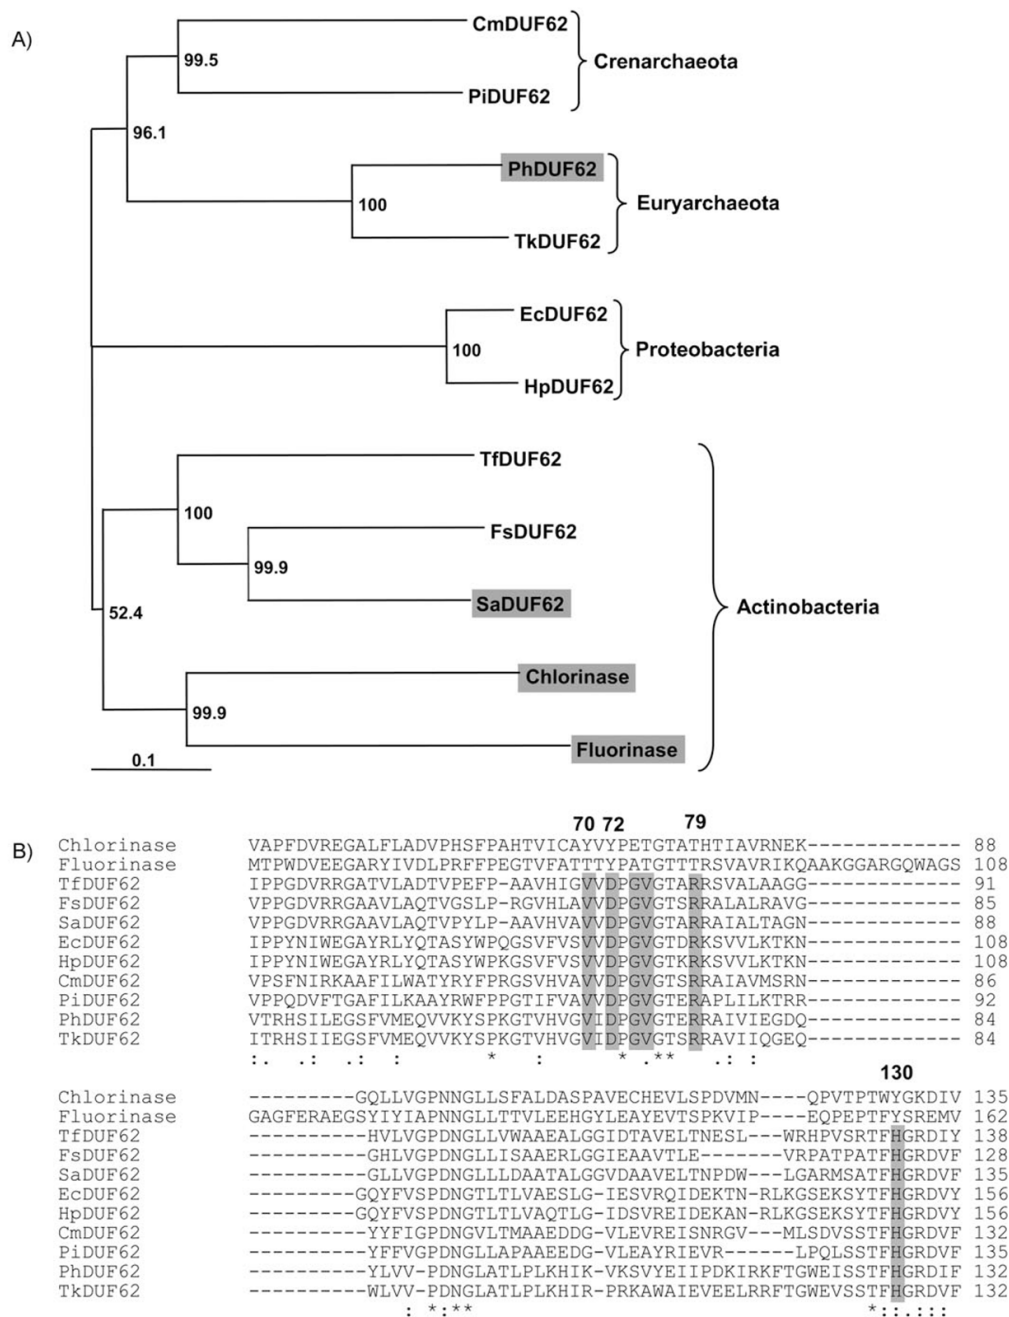 A)
CmDUF62
99.5
Crenarchaeota
PiDUF62
96.1
PhDUF62
100
Euryarchaeota
TkDUF62
EcDUF62
100
Proteobacteria
HpDUF62
TfDUF62
100
FsDUF62
99.9
SaDUF62
Actinobacteria
52.4
Chlorinase
99.9
Fluorinase
0.1
70 72 79
B)
Chlorinase VAPFDVREGALFLADVPHSFPAHTVICAYVYPETGTATHTIAVRNEK------------- 88
Fluorinase MTPWDVEEGARYIVDLPRFFPEGTVFATTTYPATGTTTRSVAVRIKQAAKGGARGQWAGS 108
TfDUF62 IPPGDVRRGATVLADTVPEFP-AAVHIGVVDPGVGTARRSVALAAGG------------- 91
FsDUF62 VPPGDVRRGAAVLAQTVGSLP-RGVHLAVVDPGVGTSRRALALRAVG------------- 85
SaDUF62 VPPGDVRRGAAVLAQTVPYLP-AAVHVAVVDPGVGTARRAIALTAGN------------- 88
EcDUF62 IPPYNIWEGAYRLYQTASYWPQGSVFVSVVDPGVGTDRKSVVLKTKN------------- 108
HpDUF62 IPPYNIWEGAYRLYQTASYWPKGSVFVSVVDPGVGTKRKSVVLKTKN------------- 108
CmDUF62 VPSFNIRKAAFILWATYRYFPRGSVHVAVVDPGVGTSRRAIAVMSRN------------- 86
PiDUF62 VPPQDVFTGAFILKAAYRWFPPGTIFVAVVDPGVGTERAPLILKTRR------------- 92
PhDUF62 VTRHSILEGSFVMEQVVKYSPKGTVHVGVIDPGVGTERRAIVIEGDQ------------- 84
TkDUF62 ITRHSIIEGSFVMEQVVKYSPKGTVHVGVIDPGVGTSRRAVIIQGEQ------------- 84
:. .: .: : * : * . ** .: :
130
Chlorinase ---------GQLLVGPNNGLLSFALDASPAVECHEVLSPDVMN----QPVTPTWYGKDIV 135
Fluorinase GAGFERAEGSYIYIAPNNGLLTTVLEEHGYLEAYEVTSPKVIP----EQPEPTFYSREMV 162
TfDUF62 ----------HVLVGPDNGLLVWAAEALGGIDTAVELTNESL---WRHPVSRTFHGRDIY 138
FsDUF62 ----------GHLVGPDNGLLISAAERLGGIEAAVTLE-------VRPATPATFHGRDVF 128
SaDUF62 ----------GLLVGPDNGLLLDAATALGGVDAAVELTNPDW---LGARMSATFHGRDVF 135
EcDUF62 ---------GQYFVSPDNGTLTLVAESLG-IESVRQIDEKTN-RLKGSEKSYTFHGRDVY 156
HpDUF62 ---------GQYFVSPDNGTLTLVAQTLG-IDSVREIDEKAN-RLKGSEKSYTFHGRDVY 156
CmDUF62 ----------YYFIGPDNGVLTMAAEDDG-VLEVREISNRGV---MLSDVSSTFHGRDVF 132
PiDUF62 ----------YFFVGPDNGLLAPAAEEDG-VLEAYRIEVR------LPQLSSTFHGRDVF 135
PhDUF62 ----------YLVV-PDNGLATLPLKHIK-VKSVYEIIPDKIRKFTGWEISSTFHGRDIF 132
TkDUF62 ----------WLVV-PDNGLATLPLKHIR-PRKAWAIEVEELRRFTGWEVSSTFHGRDVF 132
: *:** *::.:::